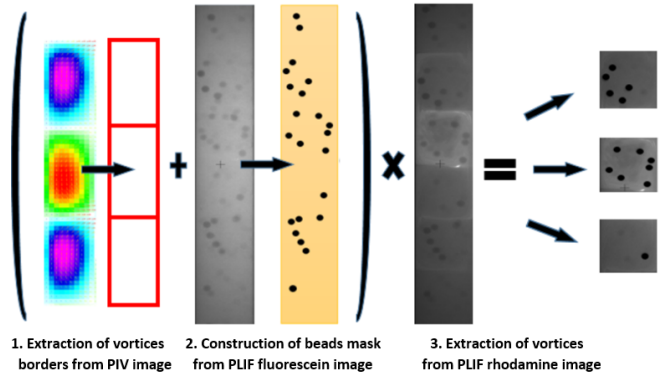 1. Extraction of vortices
borders from PIV image
2. Construction of beads mask
from PLIF fluorescein image
3. Extraction of vortices
from PLIF rhodamine image